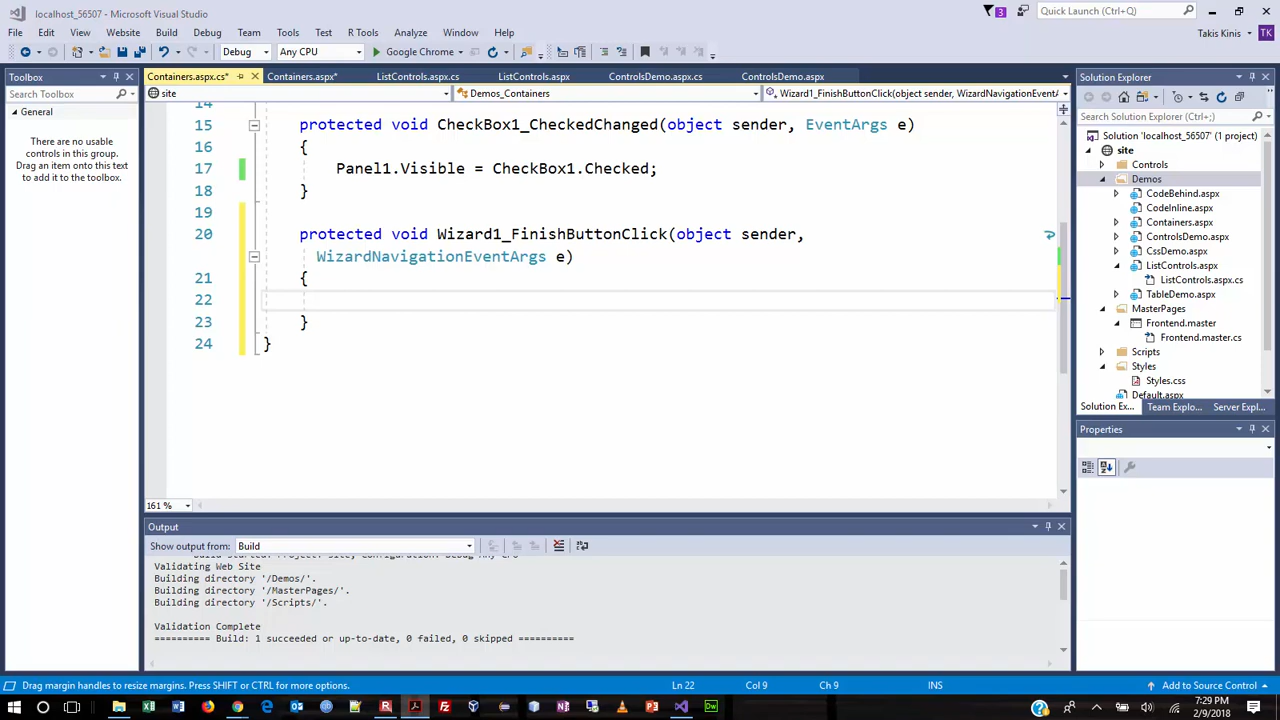 localhost_56507 - Microsoft Visual Studio
3
Quick Launch (Ctrl+Q)
File Edit View Website Build Debug Team Tools Test R Tools Analyze Window Help
Takis Kinis
TK
Debug Any CPU Google Chrome
Toolbox
Containers.aspx.cs* Containers.aspx* ListControls.aspx.cs ListControls.aspx ControlsDemo.aspx.cs ControlsDemo.aspx
Solution Explorer
Search Toolbox
site Demos_Containers Wizard1_FinishButtonClick(object sender, WizardNavigationEventA
General
There are no usable
controls in this group.
Drag an item onto this text
to add it to the toolbox.
14
15 protected void CheckBox1_CheckedChanged(object sender, EventArgs e)
16 {
17 Panel1.Visible = CheckBox1.Checked;
18 }
19
20 protected void Wizard1_FinishButtonClick(object sender,
WizardNavigationEventArgs e)
21 {
22
23 }
24 }
161 %
Search Solution Explorer (Ctrl+;)
Solution 'localhost_56507' (1 project)
site
Controls
Demos
CodeBehind.aspx
CodeInline.aspx
Containers.aspx
ControlsDemo.aspx
CssDemo.aspx
ListControls.aspx
ListControls.aspx.cs
TableDemo.aspx
MasterPages
Frontend.master
Frontend.master.cs
Scripts
Styles
Styles.css
Default.aspx
Solution Ex... Team Explo... Server Expl...
Properties
Output
Show output from: Build
Build started: Project: site, Configuration: Debug Any CPU
Validating Web Site
Building directory '/Demos/'.
Building directory '/MasterPages/'.
Building directory '/Scripts/'.
Validation Complete
========== Build: 1 succeeded or up-to-date, 0 failed, 0 skipped ==========
Drag margin handles to resize margins. Press SHIFT or CTRL for more options.
Ln 22 Col 9 Ch 9 INS
Add to Source Control
7:29 PM
2/9/2018